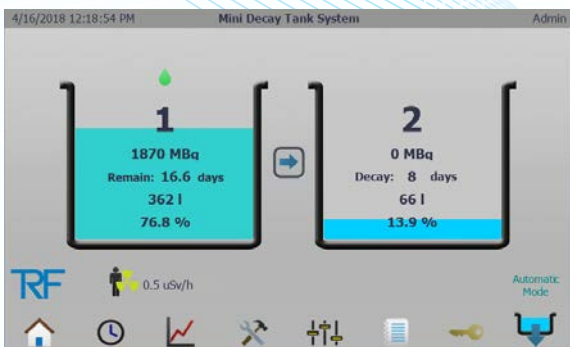 4/16/2018 12:18:54 PM Mini Decay Tank System Admin
1
1870 MBq
Remain: 16.6 days
362 l
76.8 %
2
0 MBq
Decay: 8 days
66 l
13.9 %
TRF
0.5 uSv/h
Automatic
Mode